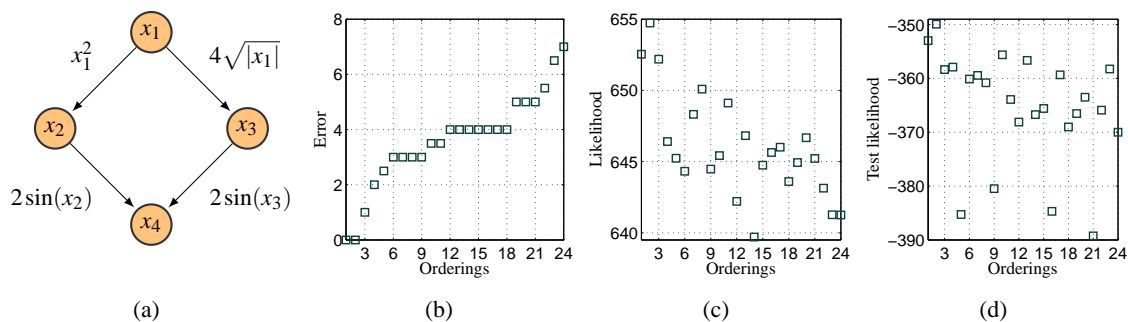 x₁
x₁²
4√|x₁|
x₂
x₃
2 sin(x₂)
2 sin(x₃)
x₄
(a)
Error
8
6
4
2
0
3 6 9 12 15 18 21 24
Orderings
(b)
Likelihood
655
650
645
640
3 6 9 12 15 18 21 24
Orderings
(c)
Test likelihood
−350
−360
−370
−380
−390
3 6 9 12 15 18 21 24
Orderings
(d)